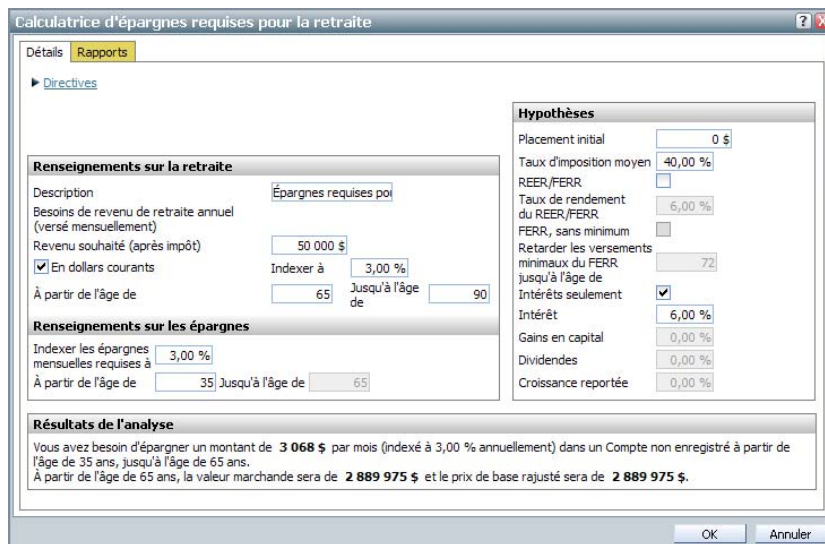 Calculatrice d'épargnes requises pour la retraite
? X
Détails Rapports
Directives
Renseignements sur la retraite
Description Épargnes requises pou
Besoins de revenu de retraite annuel
(versé mensuellement)
Revenu souhaité (après impôt) 50 000 $
En dollars courants Indexer à 3,00 %
À partir de l'âge de 65 Jusqu'à l'âge
de 90
Renseignements sur les épargnes
Indexer les épargnes
mensuelles requises à 3,00 %
À partir de l'âge de 35 Jusqu'à l'âge de 65
Hypothèses
Placement initial 0 $
Taux d'imposition moyen 40,00 %
REER/FERR
Taux de rendement
du REER/FERR 6,00 %
FERR, sans minimum
Retarder les versements
minimaux du FERR 72
jusqu'à l'âge de
Intérêts seulement
Intérêt 6,00 %
Gains en capital 0,00 %
Dividendes 0,00 %
Croissance reportée 0,00 %
Résultats de l'analyse
Vous avez besoin d'épargner un montant de 3 068 $ par mois (indexé à 3,00 % annuellement) dans un Compte non enregistré à partir de
l'âge de 35 ans, jusqu'à l'âge de 65 ans.
À partir de l'âge de 65 ans, la valeur marchande sera de 2 889 975 $ et le prix de base rajusté sera de 2 889 975 $.
OK Annuler